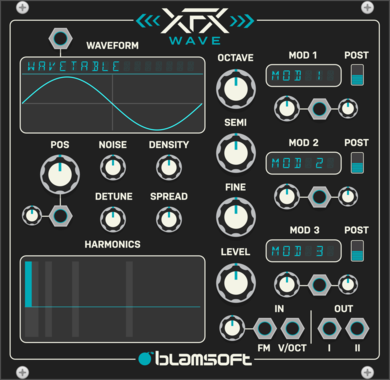 XFX
WAVE
WAVEFORM
WAVETABLE
POS
NOISE
DENSITY
DETUNE
SPREAD
HARMONICS
OCTAVE
SEMI
FINE
LEVEL
MOD 1
POST
MOD 1
MOD 2
POST
MOD 2
MOD 3
POST
MOD 3
IN
OUT
FM
V/OCT
I
II
blamsoft